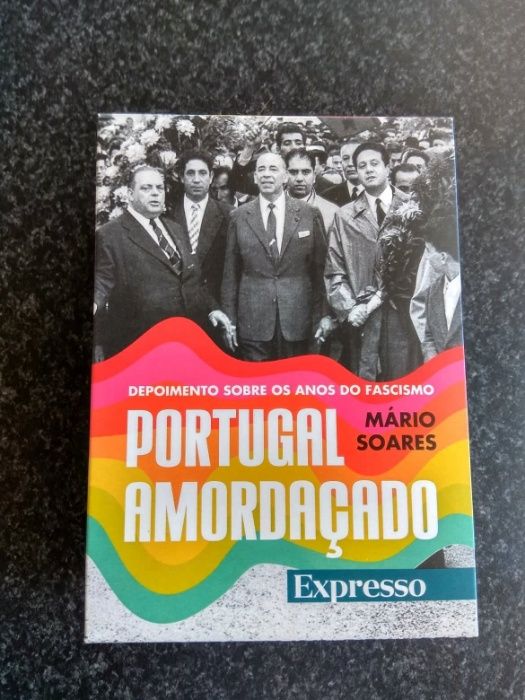 DEPOIMENTO SOBRE OS ANOS DO FASCISMO
PORTUGAL
AMORDAÇADO
MÁRIO
SOARES
Expresso